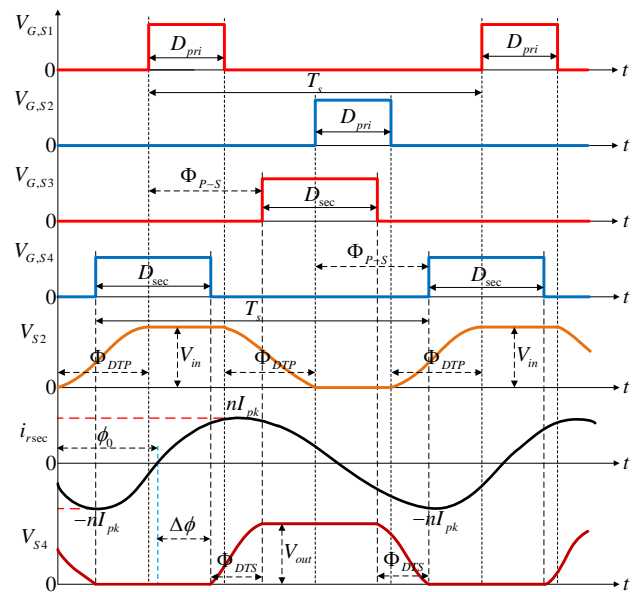 V_{G,S1} D_{pri} D_{pri}
0 t
T_s
V_{G,S2} D_{pri}
0 t
V_{G,S3} Φ_{P-S} D_{sec}
0 t
V_{G,S4} D_{sec} Φ_{P-S} D_{sec}
0 t
T_s
V_{S2} Φ_{DTP} V_{in} Φ_{DTP} Φ_{DTP} V_{in}
0 t
nI_{pk}
i_{rsec} ϕ_0
0 t
-nI_{pk} -nI_{pk}
V_{S4} Δϕ Φ_{DTS} V_{out} Φ_{DTS}
0 t